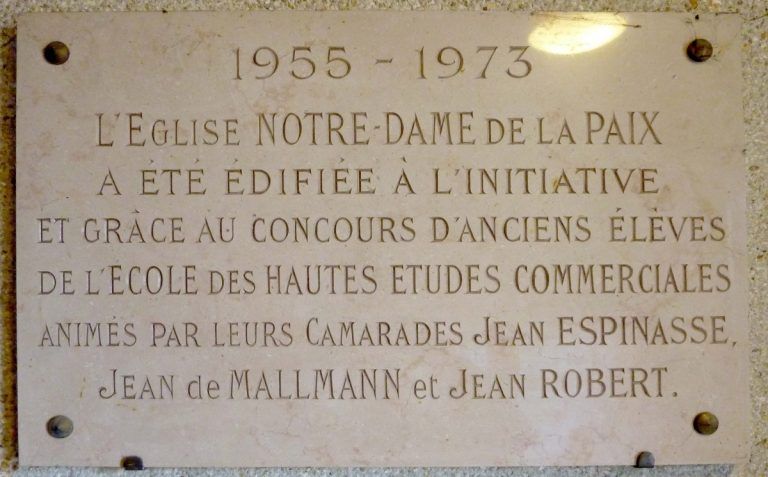 1955 - 1973
L'EGLISE NOTRE-DAME DE LA PAIX
A ÉTÉ ÉDIFIÉE À L'INITIATIVE
ET GRÂCE AU CONCOURS D'ANCIENS ÉLÈVES
DE L'ÉCOLE DES HAUTES ETUDES COMMERCIALES
ANIMÉS PAR LEURS CAMARADES JEAN ESPINASSE,
JEAN de MALLMANN et JEAN ROBERT.